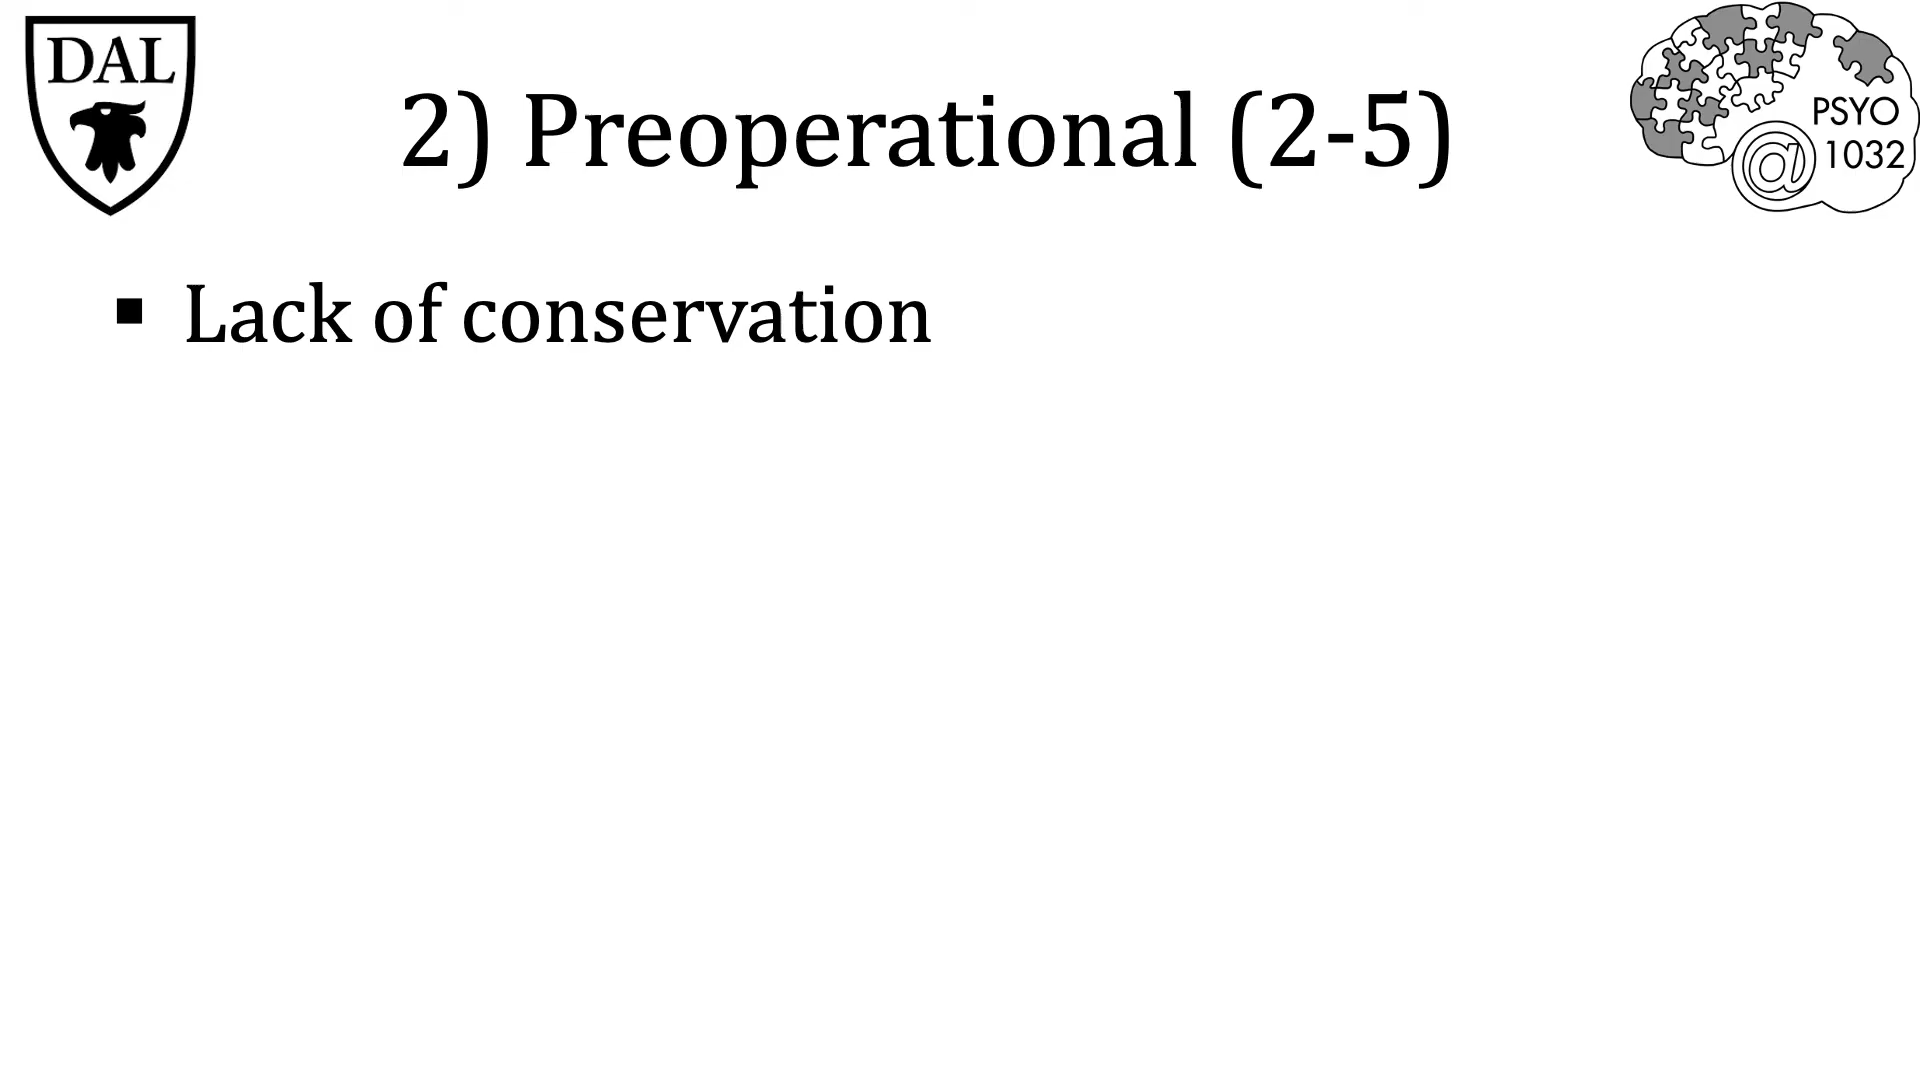 DAL
2) Preoperational (2-5)
PSYO
@ 1032
▪ Lack of conservation